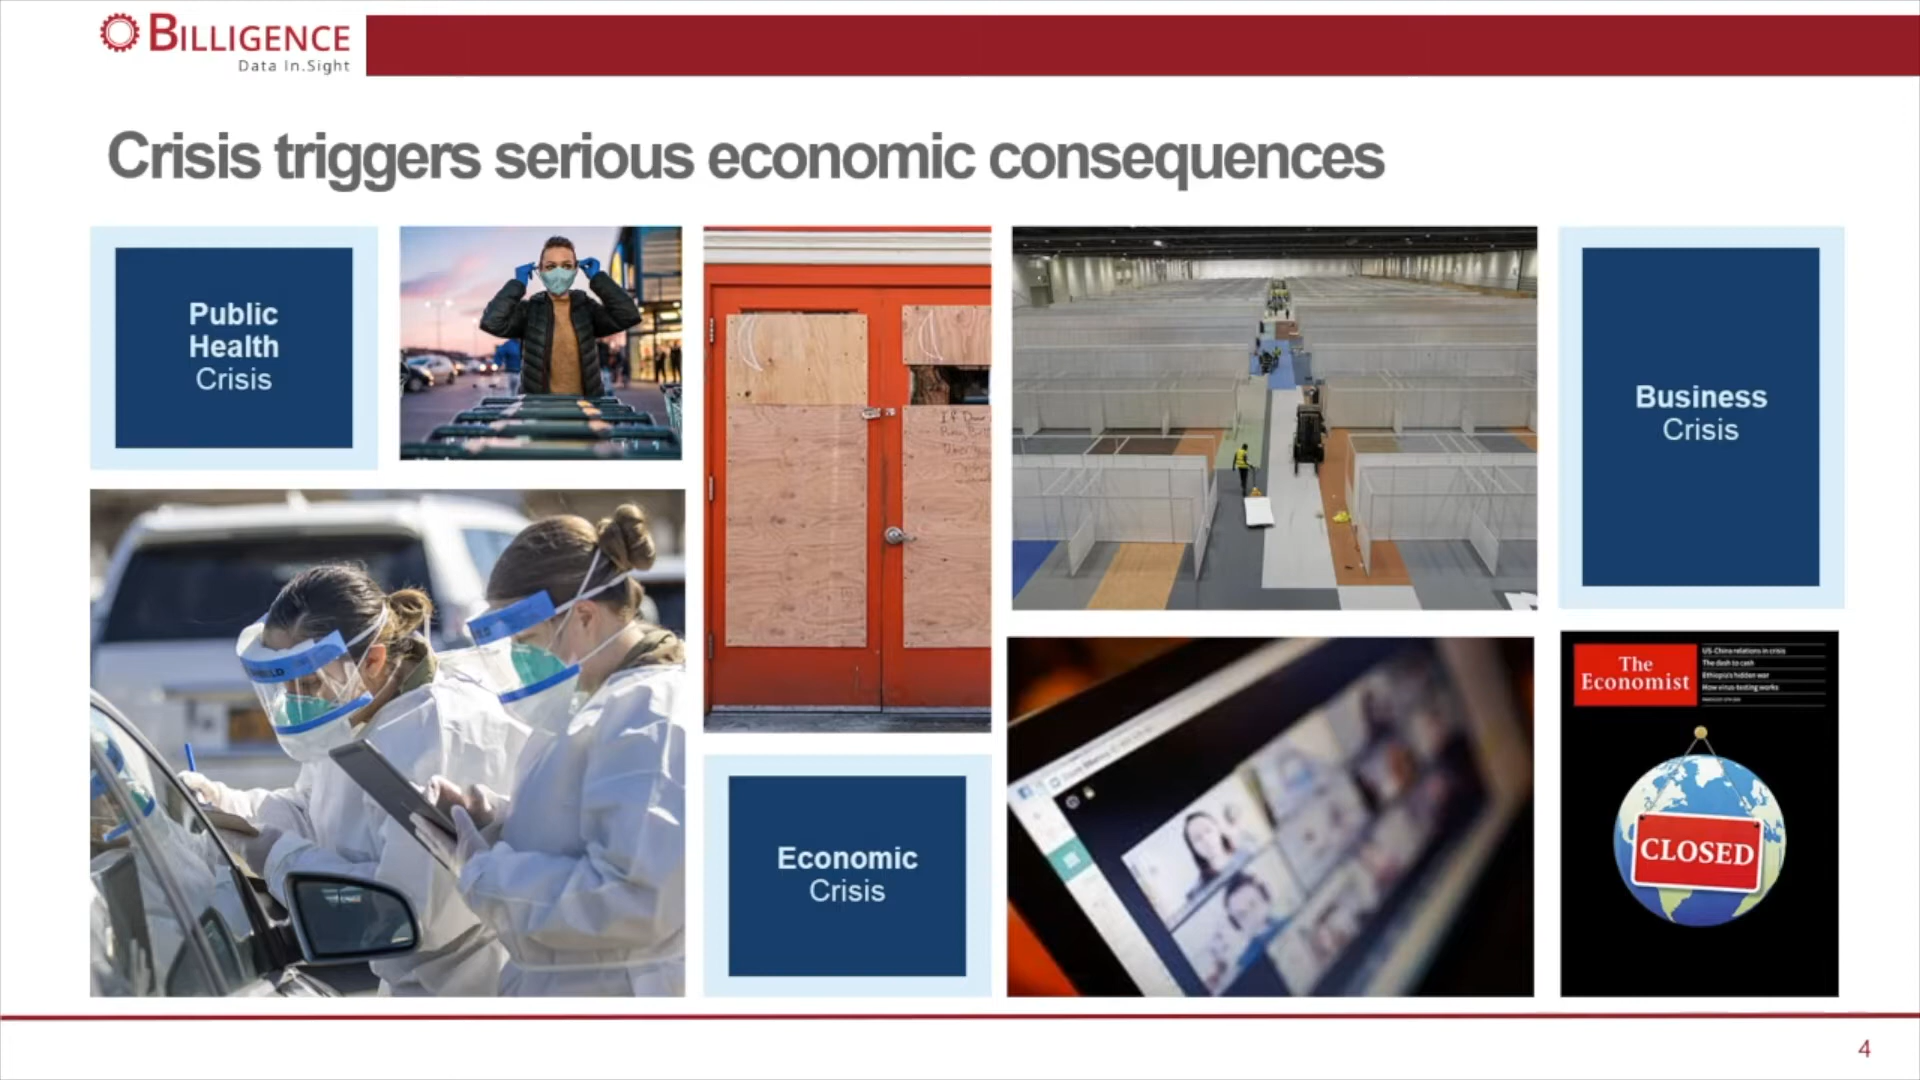 BILLIGENCE
Data In.Sight
Crisis triggers serious economic consequences
Public
Health
Crisis
Business
Crisis
The
Economist
US-China relations in crisis
The dash to cash
Ethiopia's hidden war
How virus-testing works
CLOSED
Economic
Crisis
4